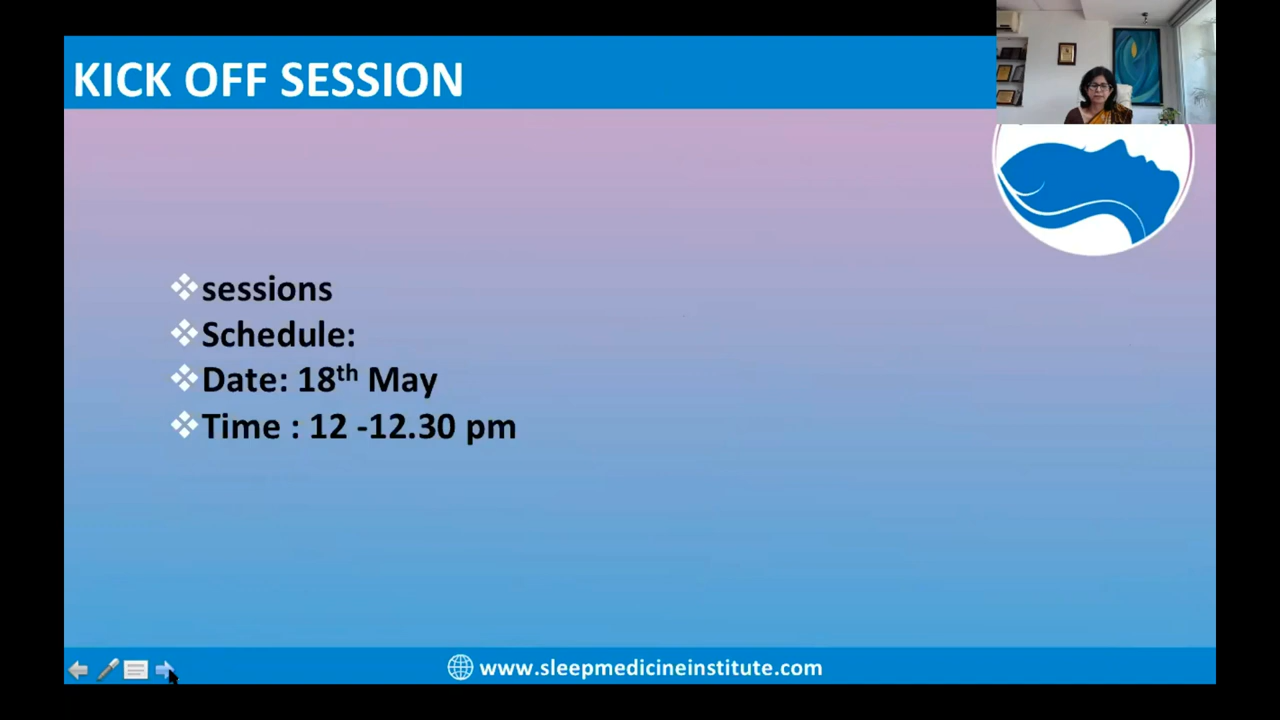 KICK OFF SESSION
sessions
Schedule:
Date: 18th May
Time : 12 -12.30 pm
www.sleepmedicineinstitute.com